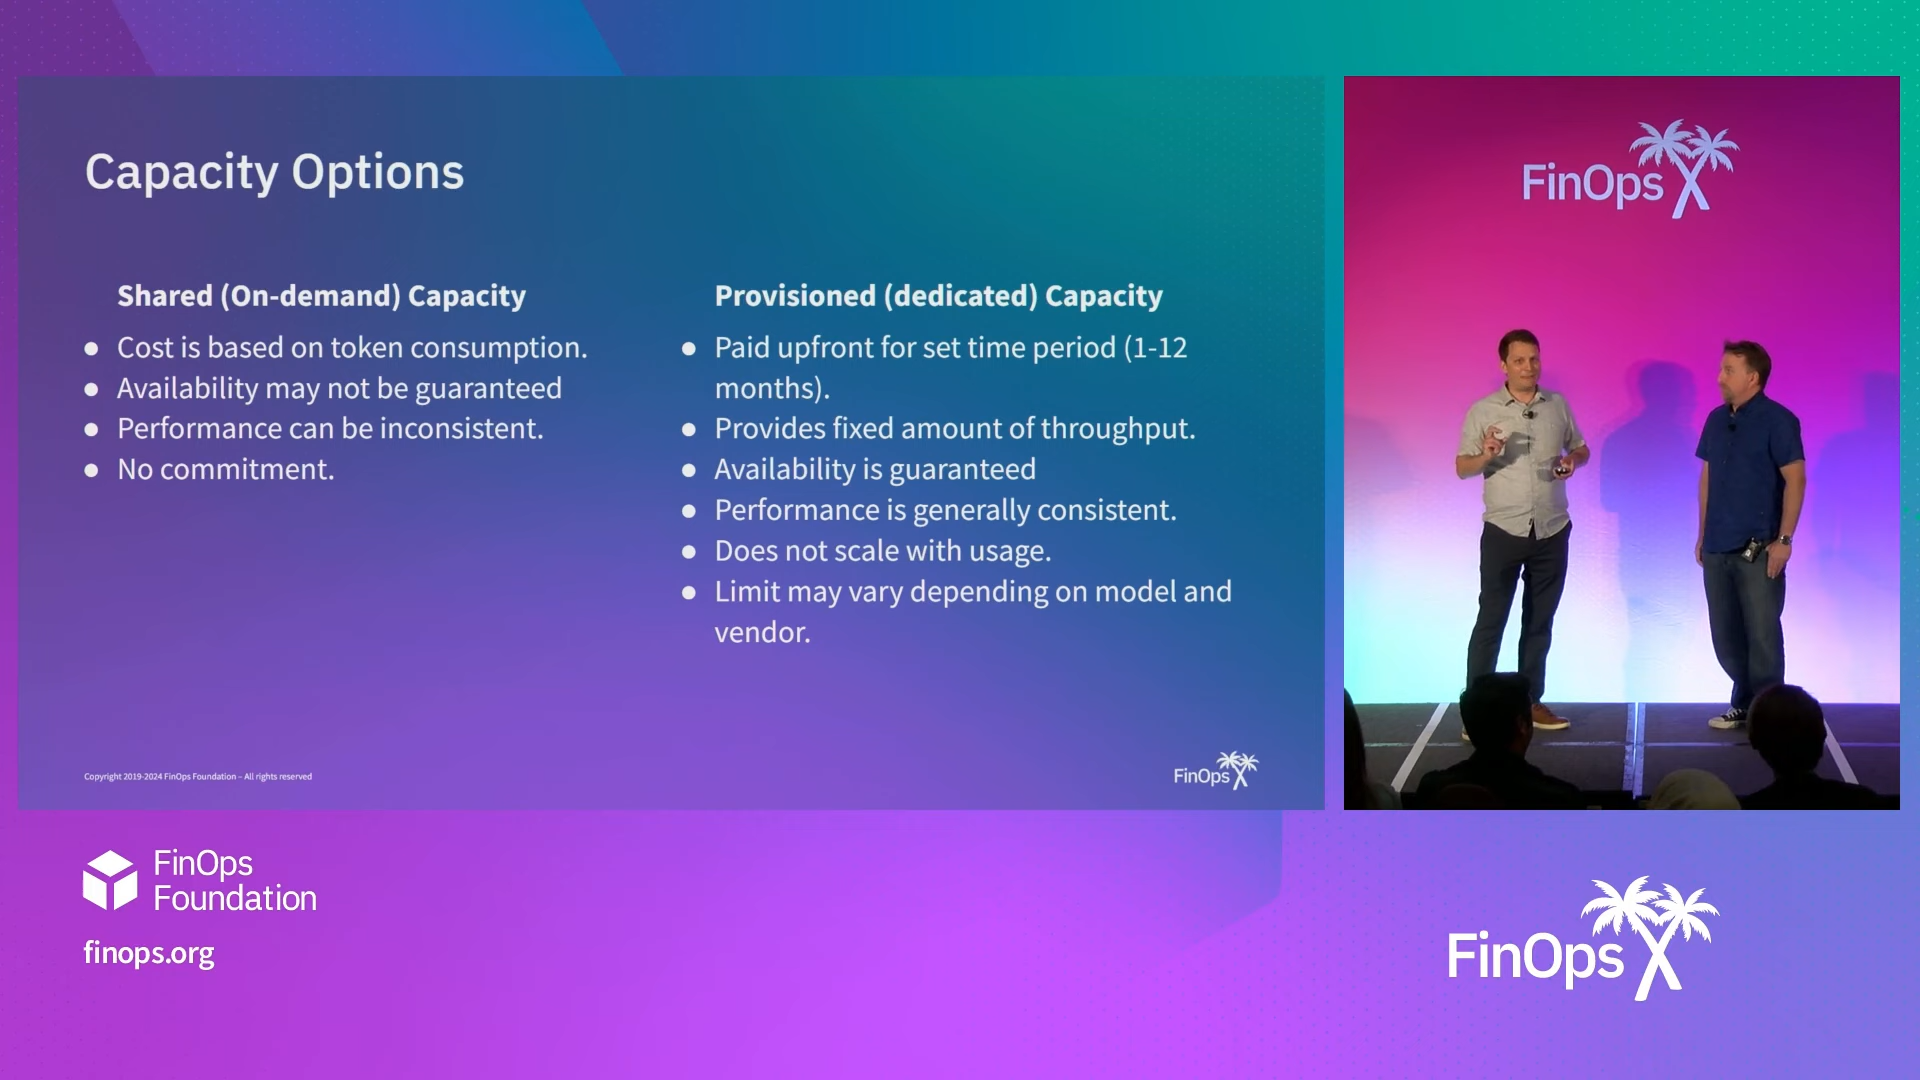 Capacity Options
Shared (On-demand) Capacity
● Cost is based on token consumption.
● Availability may not be guaranteed
● Performance can be inconsistent.
● No commitment.
Provisioned (dedicated) Capacity
● Paid upfront for set time period (1-12
months).
● Provides fixed amount of throughput.
● Availability is guaranteed
● Performance is generally consistent.
● Does not scale with usage.
● Limit may vary depending on model and
vendor.
Copyright 2019-2024 FinOps Foundation – All rights reserved
FinOps X
FinOps X
FinOps
Foundation
finops.org
FinOps X